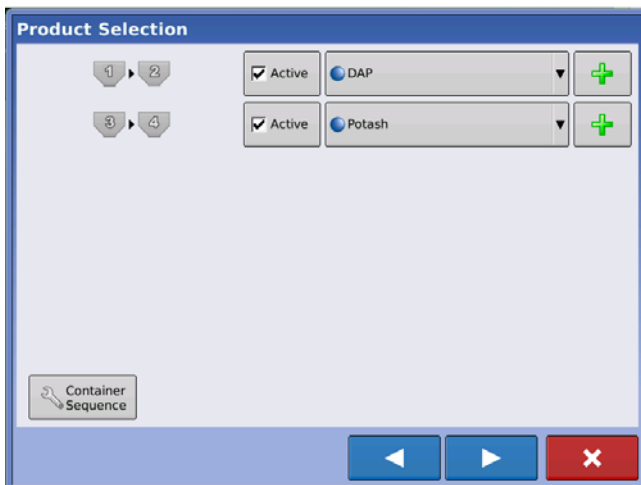 Product Selection
1 2 Active DAP
3 4 Active Potash
Container
Sequence